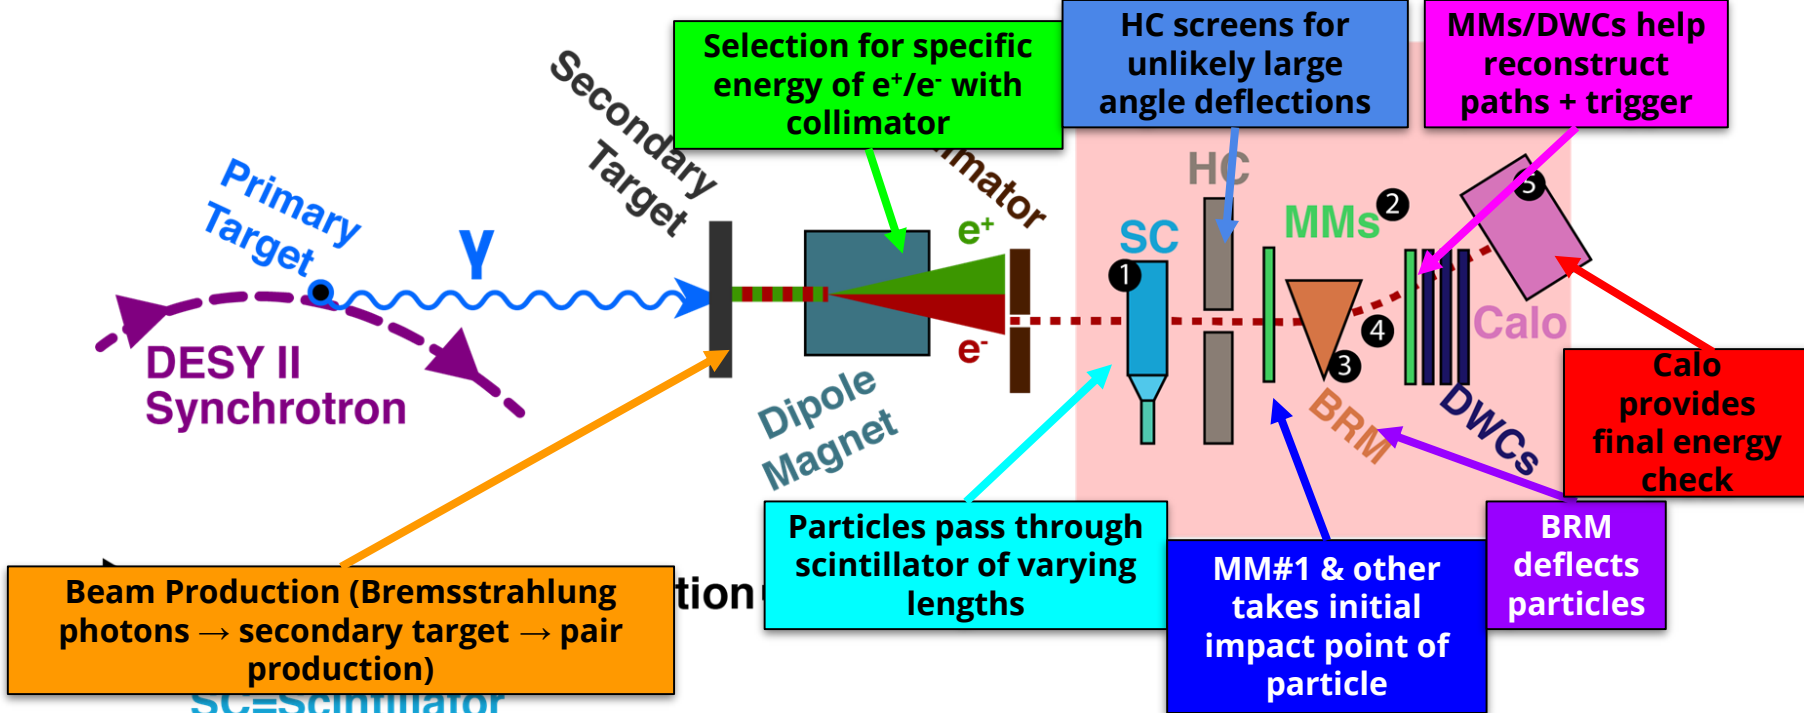 Selection for specific
energy of e⁺/e⁻ with
collimator
HC screens for
unlikely large
angle deflections
MMs/DWCs help
reconstruct
paths + trigger
Secondary
Target
Primary
Target
γ
e⁺
e⁻
HC
SC
MMs
1
2
3
4
5
Calo
DESY II
Synchrotron
Dipole
Magnet
BRM
DWCs
Calo
provides
final energy
check
Particles pass through
scintillator of varying
lengths
BRM
deflects
particles
MM#1 & other
takes initial
impact point of
particle
Beam Production (Bremsstrahlung
photons → secondary target → pair
production)
SC=Scintillator